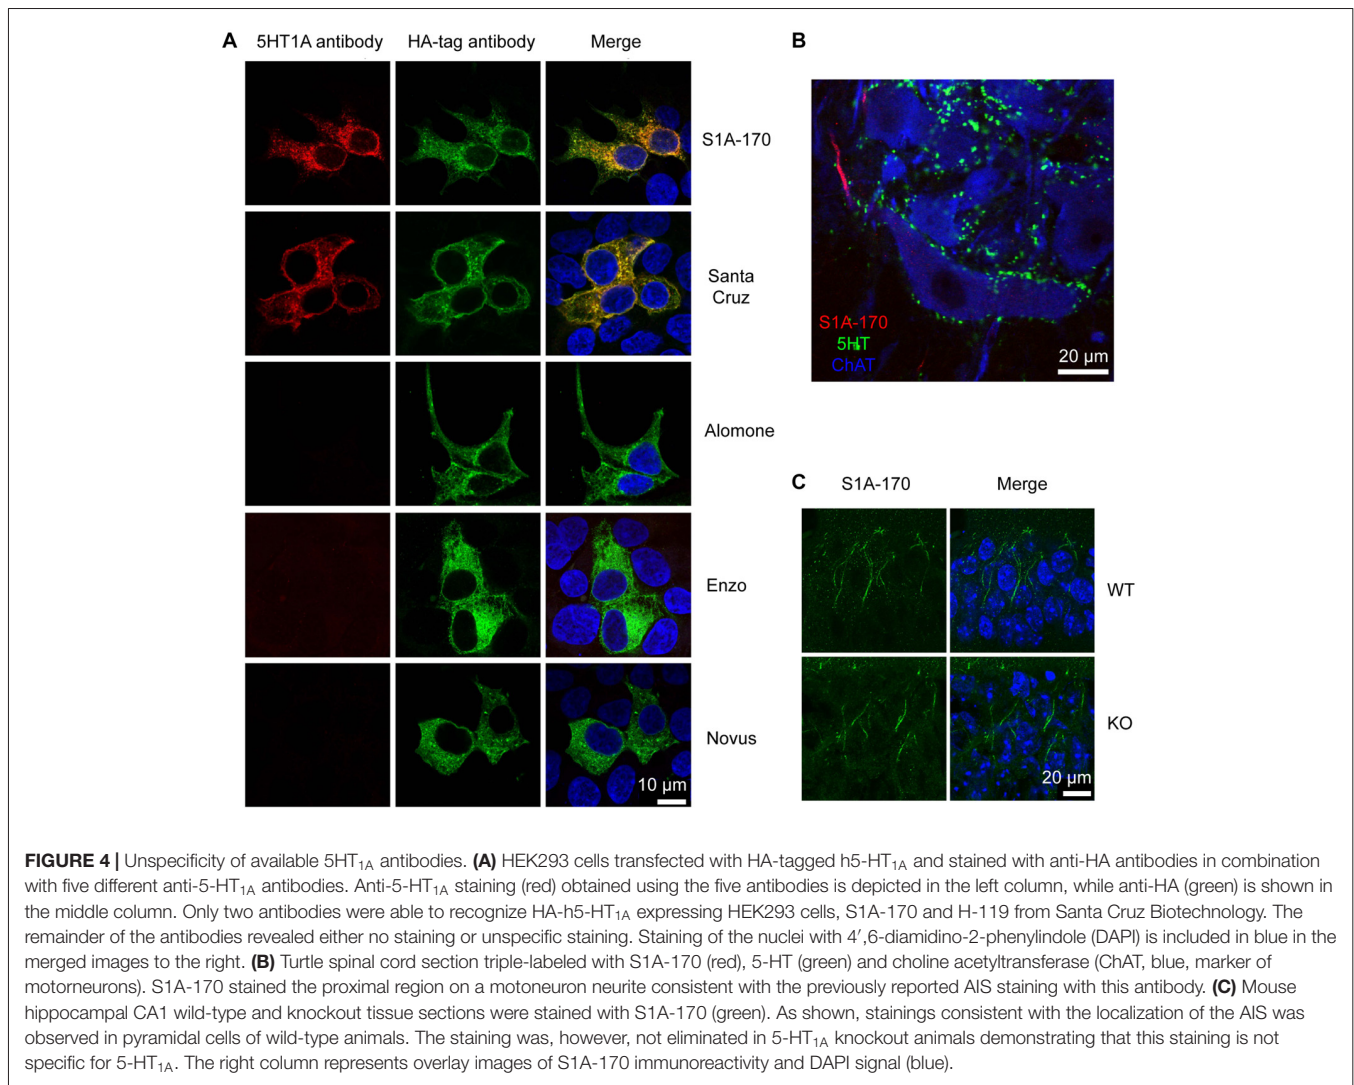 A
5HT1A antibody
HA-tag antibody
Merge
S1A-170
Santa
Cruz
Alomone
Enzo
Novus
10 µm
B
S1A-170
5HT
ChAT
20 µm
C
S1A-170
Merge
WT
KO
20 µm
FIGURE 4 | Unspecificity of available 5HT1A antibodies. (A) HEK293 cells transfected with HA-tagged h5-HT1A and stained with anti-HA antibodies in combination
with five different anti-5-HT1A antibodies. Anti-5-HT1A staining (red) obtained using the five antibodies is depicted in the left column, while anti-HA (green) is shown in
the middle column. Only two antibodies were able to recognize HA-h5-HT1A expressing HEK293 cells, S1A-170 and H-119 from Santa Cruz Biotechnology. The
remainder of the antibodies revealed either no staining or unspecific staining. Staining of the nuclei with 4′,6-diamidino-2-phenylindole (DAPI) is included in blue in the
merged images to the right. (B) Turtle spinal cord section triple-labeled with S1A-170 (red), 5-HT (green) and choline acetyltransferase (ChAT, blue, marker of
motorneurons). S1A-170 stained the proximal region on a motoneuron neurite consistent with the previously reported AIS staining with this antibody. (C) Mouse
hippocampal CA1 wild-type and knockout tissue sections were stained with S1A-170 (green). As shown, stainings consistent with the localization of the AIS was
observed in pyramidal cells of wild-type animals. The staining was, however, not eliminated in 5-HT1A knockout animals demonstrating that this staining is not
specific for 5-HT1A. The right column represents overlay images of S1A-170 immunoreactivity and DAPI signal (blue).